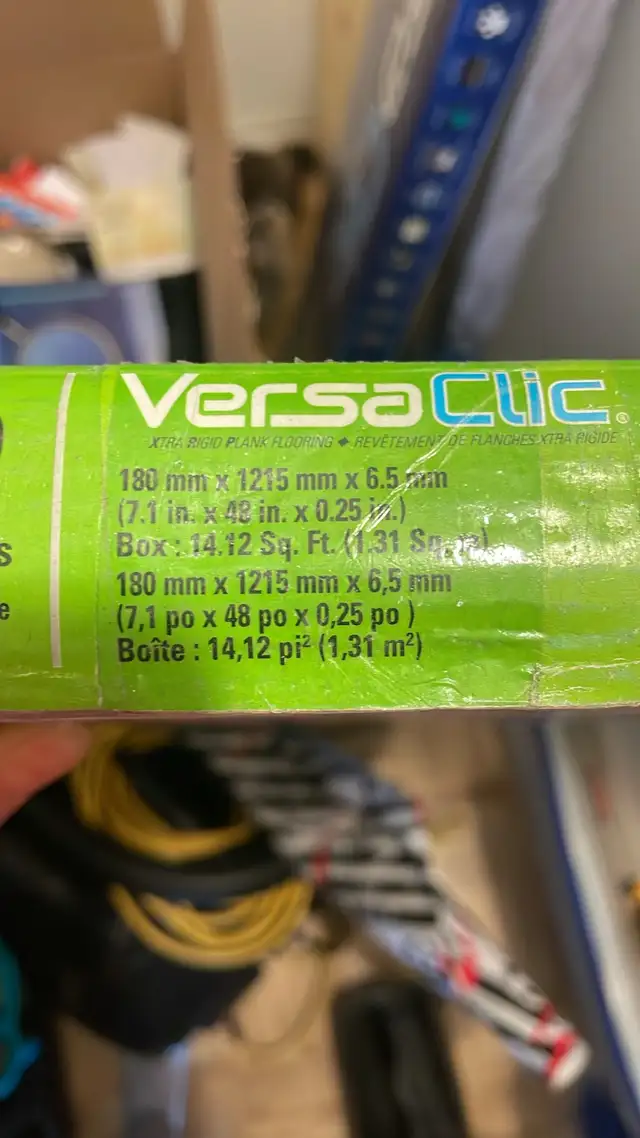 VersaClic®
XTRA RIGID PLANK FLOORING ◆ REVÊTEMENT DE FLANCHES XTRA RIGIDE
180 mm x 1215 mm x 6.5 mm
(7.1 in. x 48 in. x 0.25 in.)
Box : 14.12 Sq. Ft. (1.31 Sq. m)
180 mm x 1215 mm x 6,5 mm
(7,1 po x 48 po x 0,25 po )
Boîte : 14,12 pi² (1,31 m²)